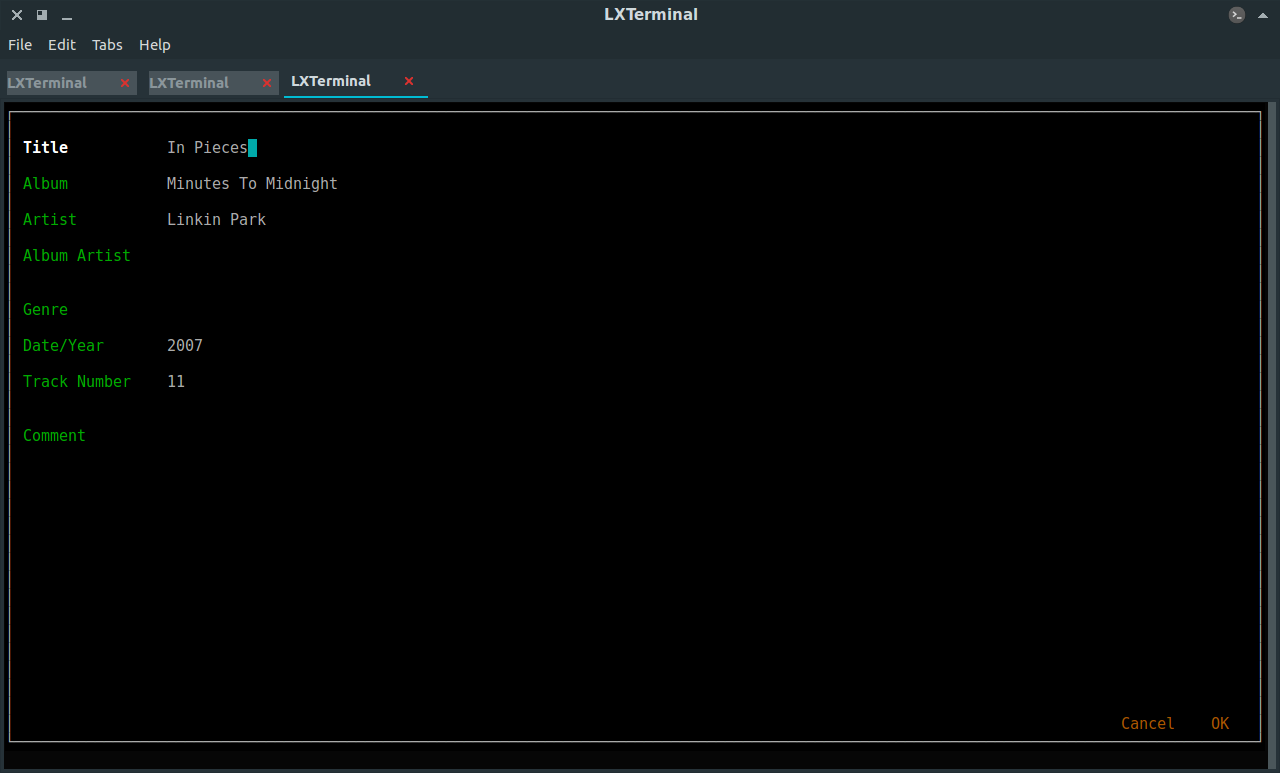 LXTerminal
File Edit Tabs Help
LXTerminal LXTerminal LXTerminal
Title In Pieces
Album Minutes To Midnight
Artist Linkin Park
Album Artist
Genre
Date/Year 2007
Track Number 11
Comment
Cancel OK